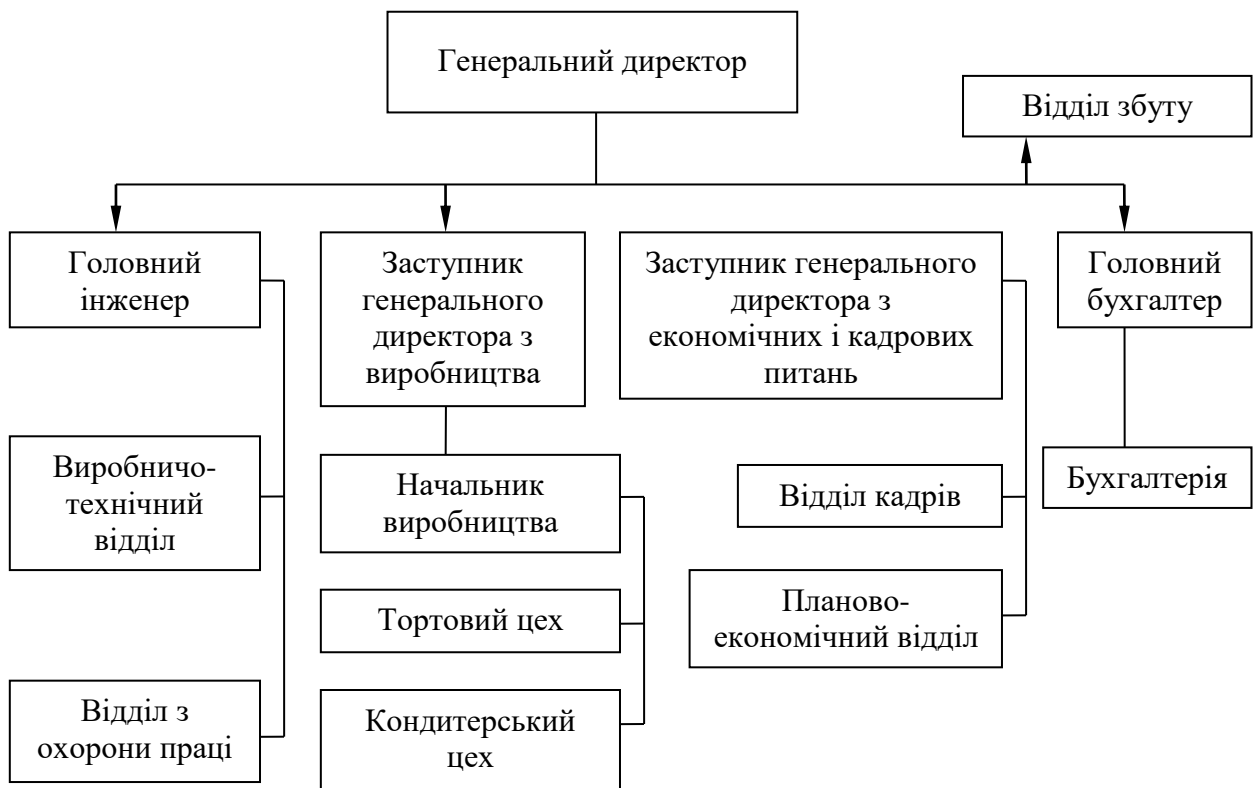 Генеральний директор
Відділ збуту
Головний
інженер
Заступник
генерального
директора з
виробництва
Заступник генерального
директора з
економічних і кадрових
питань
Головний
бухгалтер
Виробничо-
технічний
відділ
Начальник
виробництва
Відділ кадрів
Бухгалтерія
Тортовий цех
Планово-
економічний відділ
Відділ з
охорони праці
Кондитерський
цех